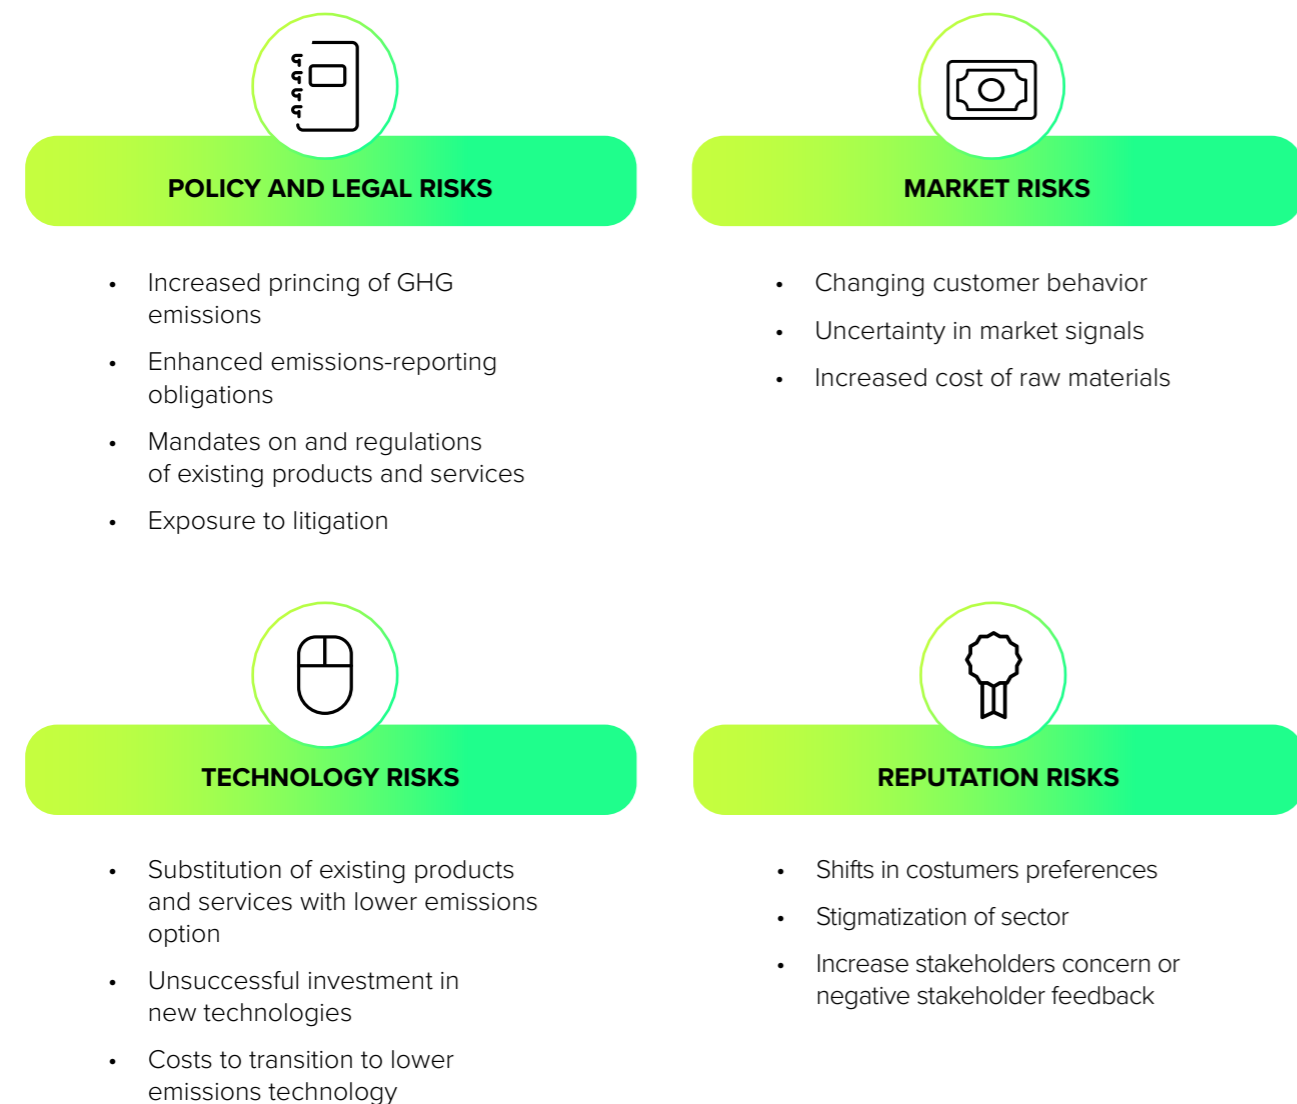 POLICY AND LEGAL RISKS
• Increased princing of GHG
emissions
• Enhanced emissions-reporting
obligations
• Mandates on and regulations
of existing products and services
• Exposure to litigation
MARKET RISKS
• Changing customer behavior
• Uncertainty in market signals
• Increased cost of raw materials
TECHNOLOGY RISKS
• Substitution of existing products
and services with lower emissions
option
• Unsuccessful investment in
new technologies
• Costs to transition to lower
emissions technology
REPUTATION RISKS
• Shifts in costumers preferences
• Stigmatization of sector
• Increase stakeholders concern or
negative stakeholder feedback